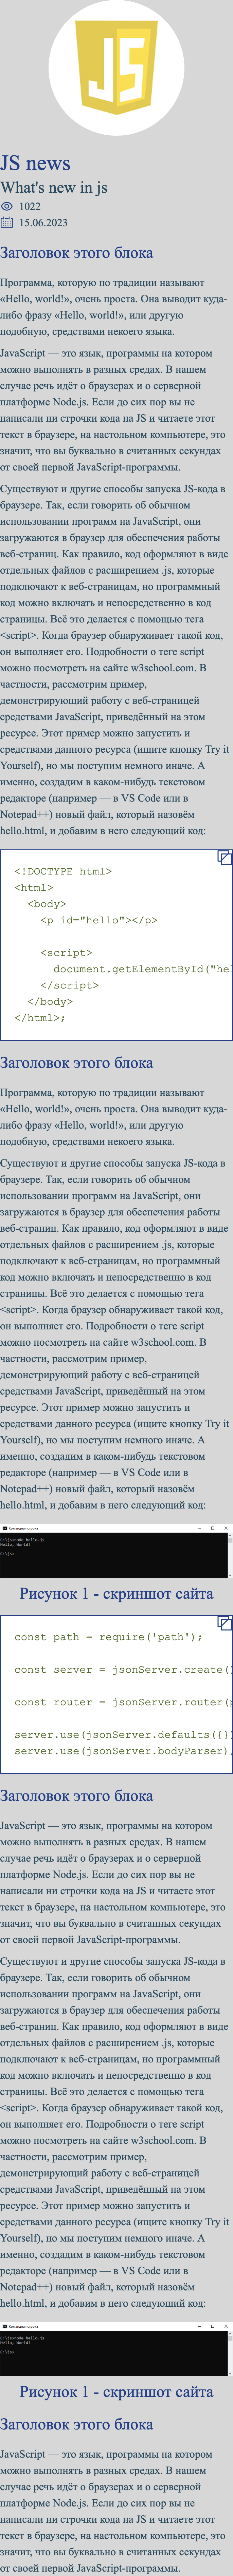 JS
JS news
What's new in js
1022
15.06.2023
Заголовок этого блока
Программа, которую по традиции называют
«Hello, world!», очень проста. Она выводит куда-
либо фразу «Hello, world!», или другую
подобную, средствами некоего языка.
JavaScript — это язык, программы на котором
можно выполнять в разных средах. В нашем
случае речь идёт о браузерах и о серверной
платформе Node.js. Если до сих пор вы не
написали ни строчки кода на JS и читаете этот
текст в браузере, на настольном компьютере, это
значит, что вы буквально в считанных секундах
от своей первой JavaScript-программы.
Существуют и другие способы запуска JS-кода в
браузере. Так, если говорить об обычном
использовании программ на JavaScript, они
загружаются в браузер для обеспечения работы
веб-страниц. Как правило, код оформляют в виде
отдельных файлов с расширением .js, которые
подключают к веб-страницам, но программный
код можно включать и непосредственно в код
страницы. Всё это делается с помощью тега
<script>. Когда браузер обнаруживает такой код,
он выполняет его. Подробности о теге script
можно посмотреть на сайте w3school.com. В
частности, рассмотрим пример,
демонстрирующий работу с веб-страницей
средствами JavaScript, приведённый на этом
ресурсе. Этот пример можно запустить и
средствами данного ресурса (ищите кнопку Try it
Yourself), но мы поступим немного иначе. А
именно, создадим в каком-нибудь текстовом
редакторе (например — в VS Code или в
Notepad++) новый файл, который назовём
hello.html, и добавим в него следующий код:
<!DOCTYPE html>
<html>
<body>
<p id="hello"></p>
<script>
document.getElementById("hel
</script>
</body>
</html>;
Заголовок этого блока
Программа, которую по традиции называют
«Hello, world!», очень проста. Она выводит куда-
либо фразу «Hello, world!», или другую
подобную, средствами некоего языка.
Существуют и другие способы запуска JS-кода в
браузере. Так, если говорить об обычном
использовании программ на JavaScript, они
загружаются в браузер для обеспечения работы
веб-страниц. Как правило, код оформляют в виде
отдельных файлов с расширением .js, которые
подключают к веб-страницам, но программный
код можно включать и непосредственно в код
страницы. Всё это делается с помощью тега
<script>. Когда браузер обнаруживает такой код,
он выполняет его. Подробности о теге script
можно посмотреть на сайте w3school.com. В
частности, рассмотрим пример,
демонстрирующий работу с веб-страницей
средствами JavaScript, приведённый на этом
ресурсе. Этот пример можно запустить и
средствами данного ресурса (ищите кнопку Try it
Yourself), но мы поступим немного иначе. А
именно, создадим в каком-нибудь текстовом
редакторе (например — в VS Code или в
Notepad++) новый файл, который назовём
hello.html, и добавим в него следующий код:
Командная строка
C:\js>node hello.js
Hello, World!
C:\js>
Рисунок 1 - скриншот сайта
const path = require('path');
const server = jsonServer.create()
const router = jsonServer.router(p
server.use(jsonServer.defaults({})
server.use(jsonServer.bodyParser);
Заголовок этого блока
JavaScript — это язык, программы на котором
можно выполнять в разных средах. В нашем
случае речь идёт о браузерах и о серверной
платформе Node.js. Если до сих пор вы не
написали ни строчки кода на JS и читаете этот
текст в браузере, на настольном компьютере, это
значит, что вы буквально в считанных секундах
от своей первой JavaScript-программы.
Существуют и другие способы запуска JS-кода в
браузере. Так, если говорить об обычном
использовании программ на JavaScript, они
загружаются в браузер для обеспечения работы
веб-страниц. Как правило, код оформляют в виде
отдельных файлов с расширением .js, которые
подключают к веб-страницам, но программный
код можно включать и непосредственно в код
страницы. Всё это делается с помощью тега
<script>. Когда браузер обнаруживает такой код,
он выполняет его. Подробности о теге script
можно посмотреть на сайте w3school.com. В
частности, рассмотрим пример,
демонстрирующий работу с веб-страницей
средствами JavaScript, приведённый на этом
ресурсе. Этот пример можно запустить и
средствами данного ресурса (ищите кнопку Try it
Yourself), но мы поступим немного иначе. А
именно, создадим в каком-нибудь текстовом
редакторе (например — в VS Code или в
Notepad++) новый файл, который назовём
hello.html, и добавим в него следующий код:
Командная строка
C:\js>node hello.js
Hello, World!
C:\js>
Рисунок 1 - скриншот сайта
Заголовок этого блока
JavaScript — это язык, программы на котором
можно выполнять в разных средах. В нашем
случае речь идёт о браузерах и о серверной
платформе Node.js. Если до сих пор вы не
написали ни строчки кода на JS и читаете этот
текст в браузере, на настольном компьютере, это
значит, что вы буквально в считанных секундах
от своей первой JavaScript-программы.